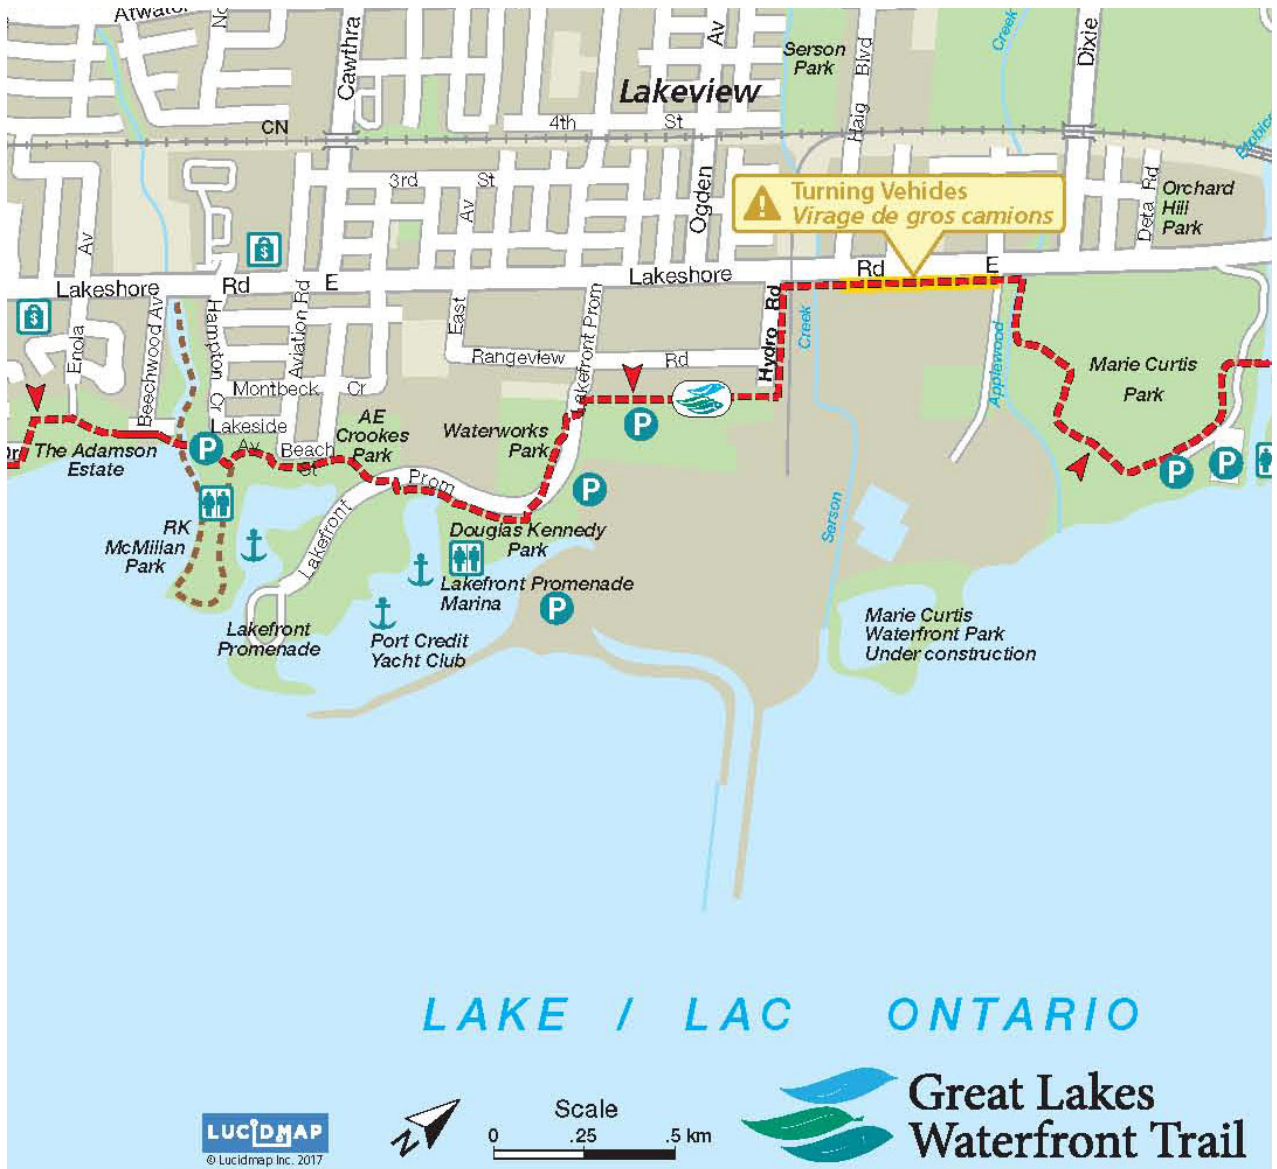 Atwater
No
Cawthra
Av
Serson
Park
Haig Blvd
Creek
Dixie
Lakeview
CN
4th St
Etobico
3rd St
Av
Ogden
Turning Vehides
Virage de gros camions
Deta Rd
Orchard
Hill
Park
Av
Lakeshore Rd E Lakeshore Rd E
$
$
Enola
Beechwood Av
Hampton Cr
Aviation Rd
East
Lakefront Prom
Hydro Rd
Creek
Applewood
Rangeview Rd
Marie Curtis
Park
Montbeck Cr
Lakeside
Av
Beach
St
AE
Crookes
Park
Waterworks
Park
P
Dr
The Adamson
Estate
P
Prom
P
P
P
RK
McMillan
Park
Lakefront
Douglas Kennedy
Park
Serson
Lakefront Promenade
Marina
P
Lakefront
Promenade
Port Credit
Yacht Club
Marie Curtis
Waterfront Park
Under construction
LAKE / LAC ONTARIO
Great Lakes
Waterfront Trail
LUCIDMAP
© Lucidmap Inc. 2017
N
Scale
0 .25 .5 km